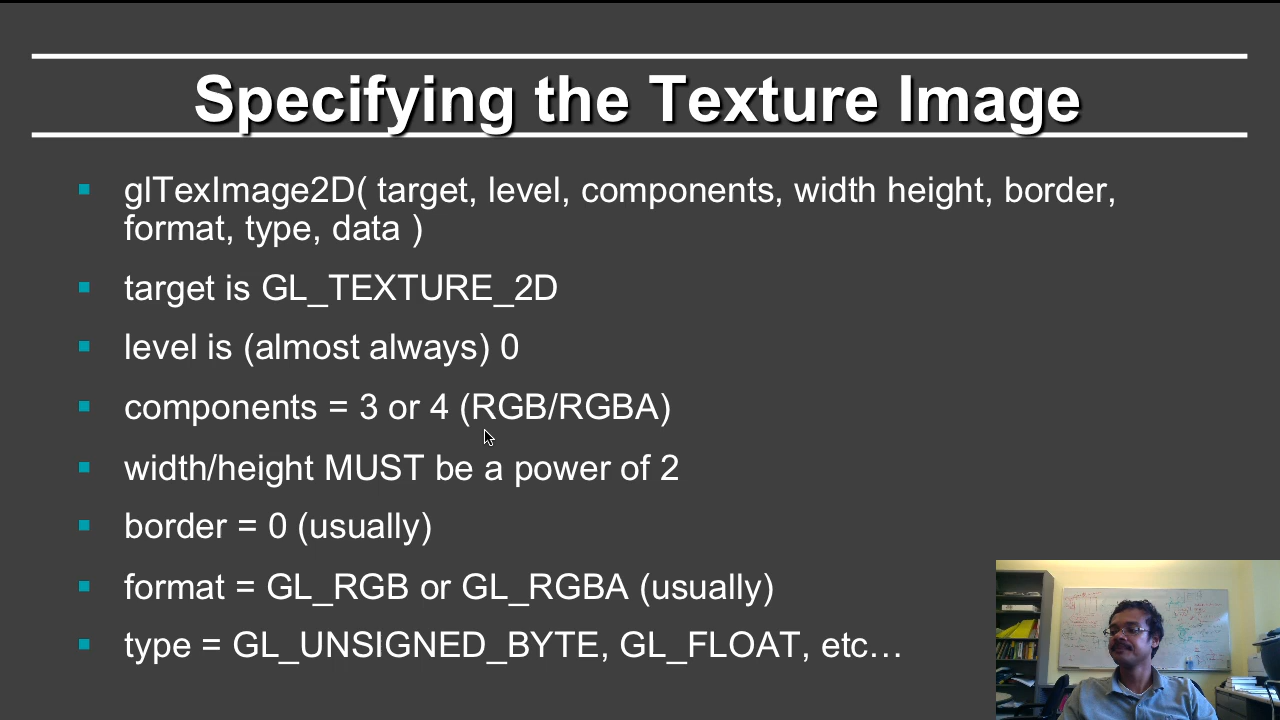 Specifying the Texture Image
glTexImage2D( target, level, components, width height, border,
format, type, data )
target is GL_TEXTURE_2D
level is (almost always) 0
components = 3 or 4 (RGB/RGBA)
width/height MUST be a power of 2
border = 0 (usually)
format = GL_RGB or GL_RGBA (usually)
type = GL_UNSIGNED_BYTE, GL_FLOAT, etc…